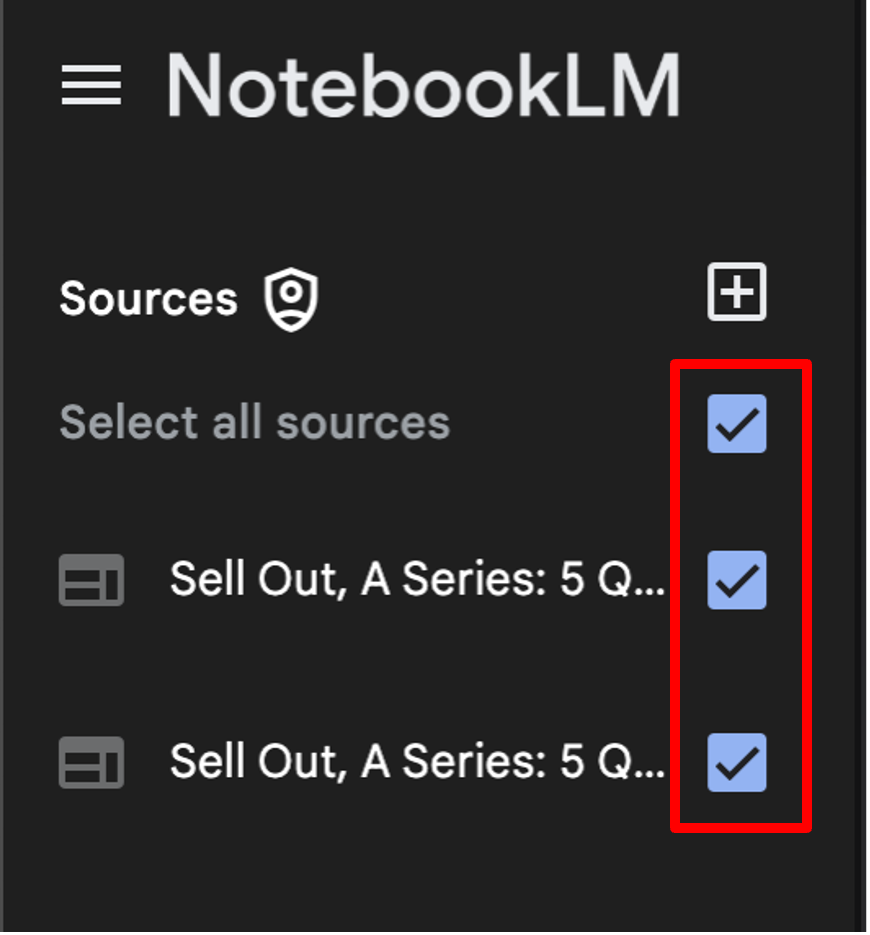 NotebookLM
Sources
Select all sources
Sell Out, A Series: 5 Q...
Sell Out, A Series: 5 Q...